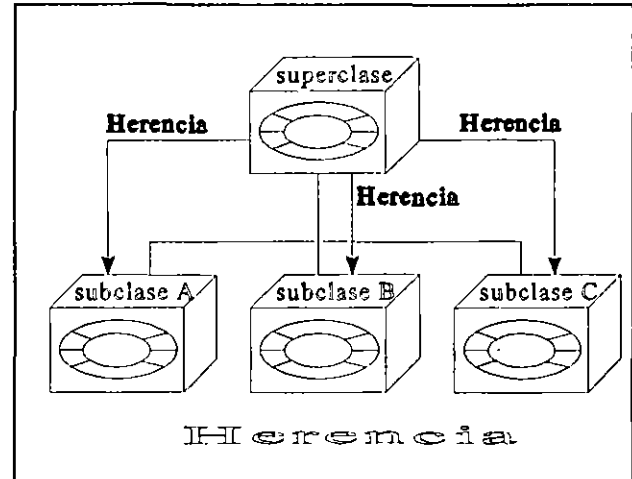 superclase
Herencia Herencia
Herencia
subclase A subclase B subclase C
Herencia